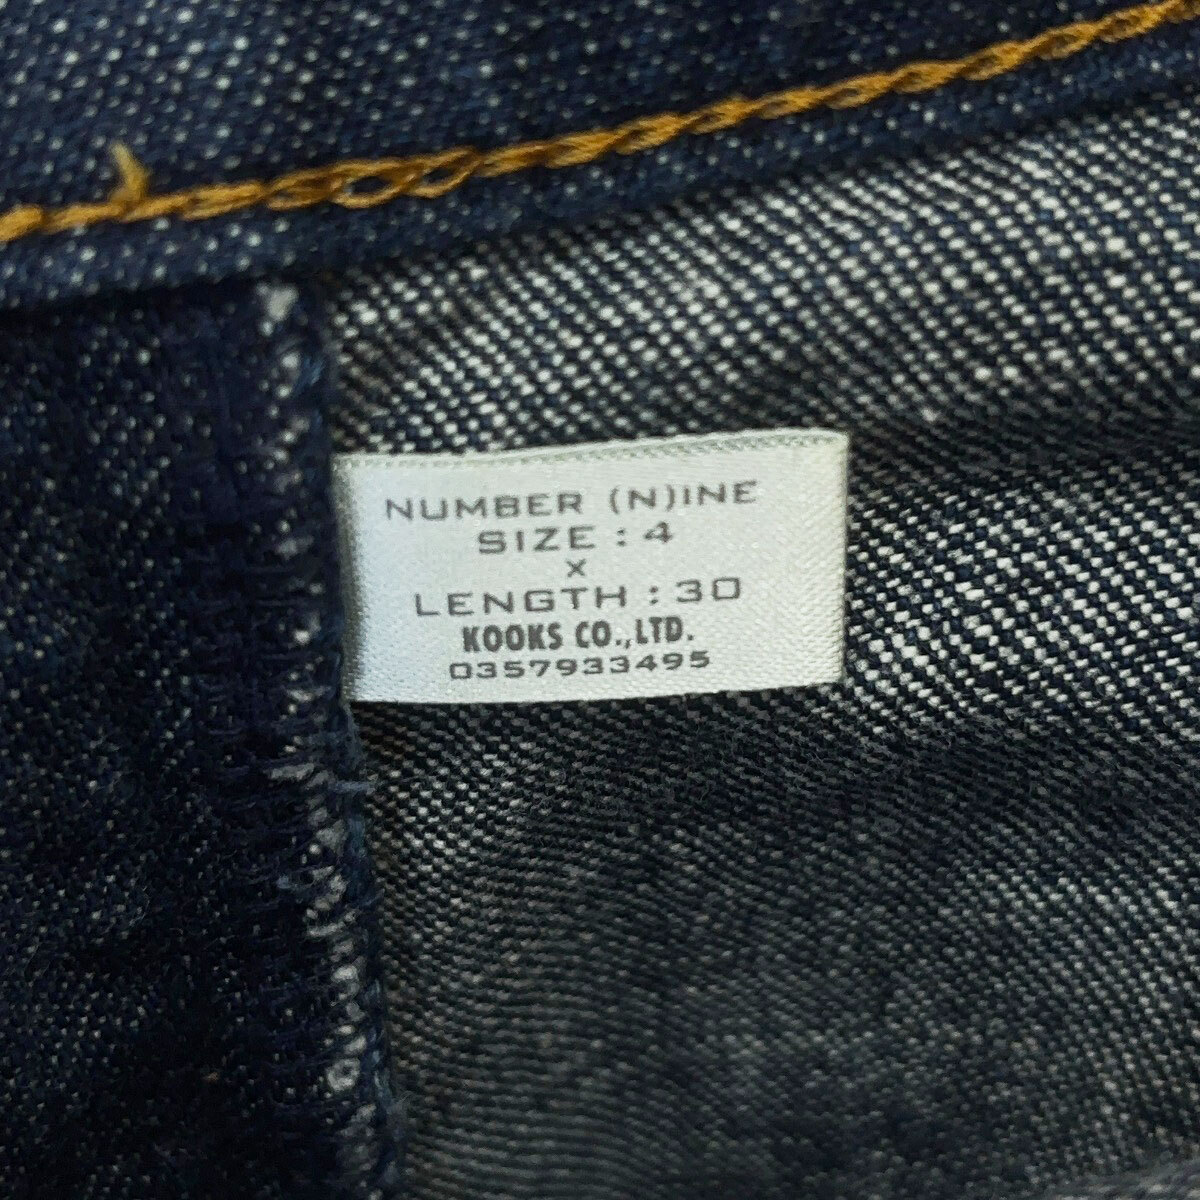 NUMBER (N)INE
SIZE : 4
x
LENGTH : 30
KOOKS CO.,LTD.
0357933495